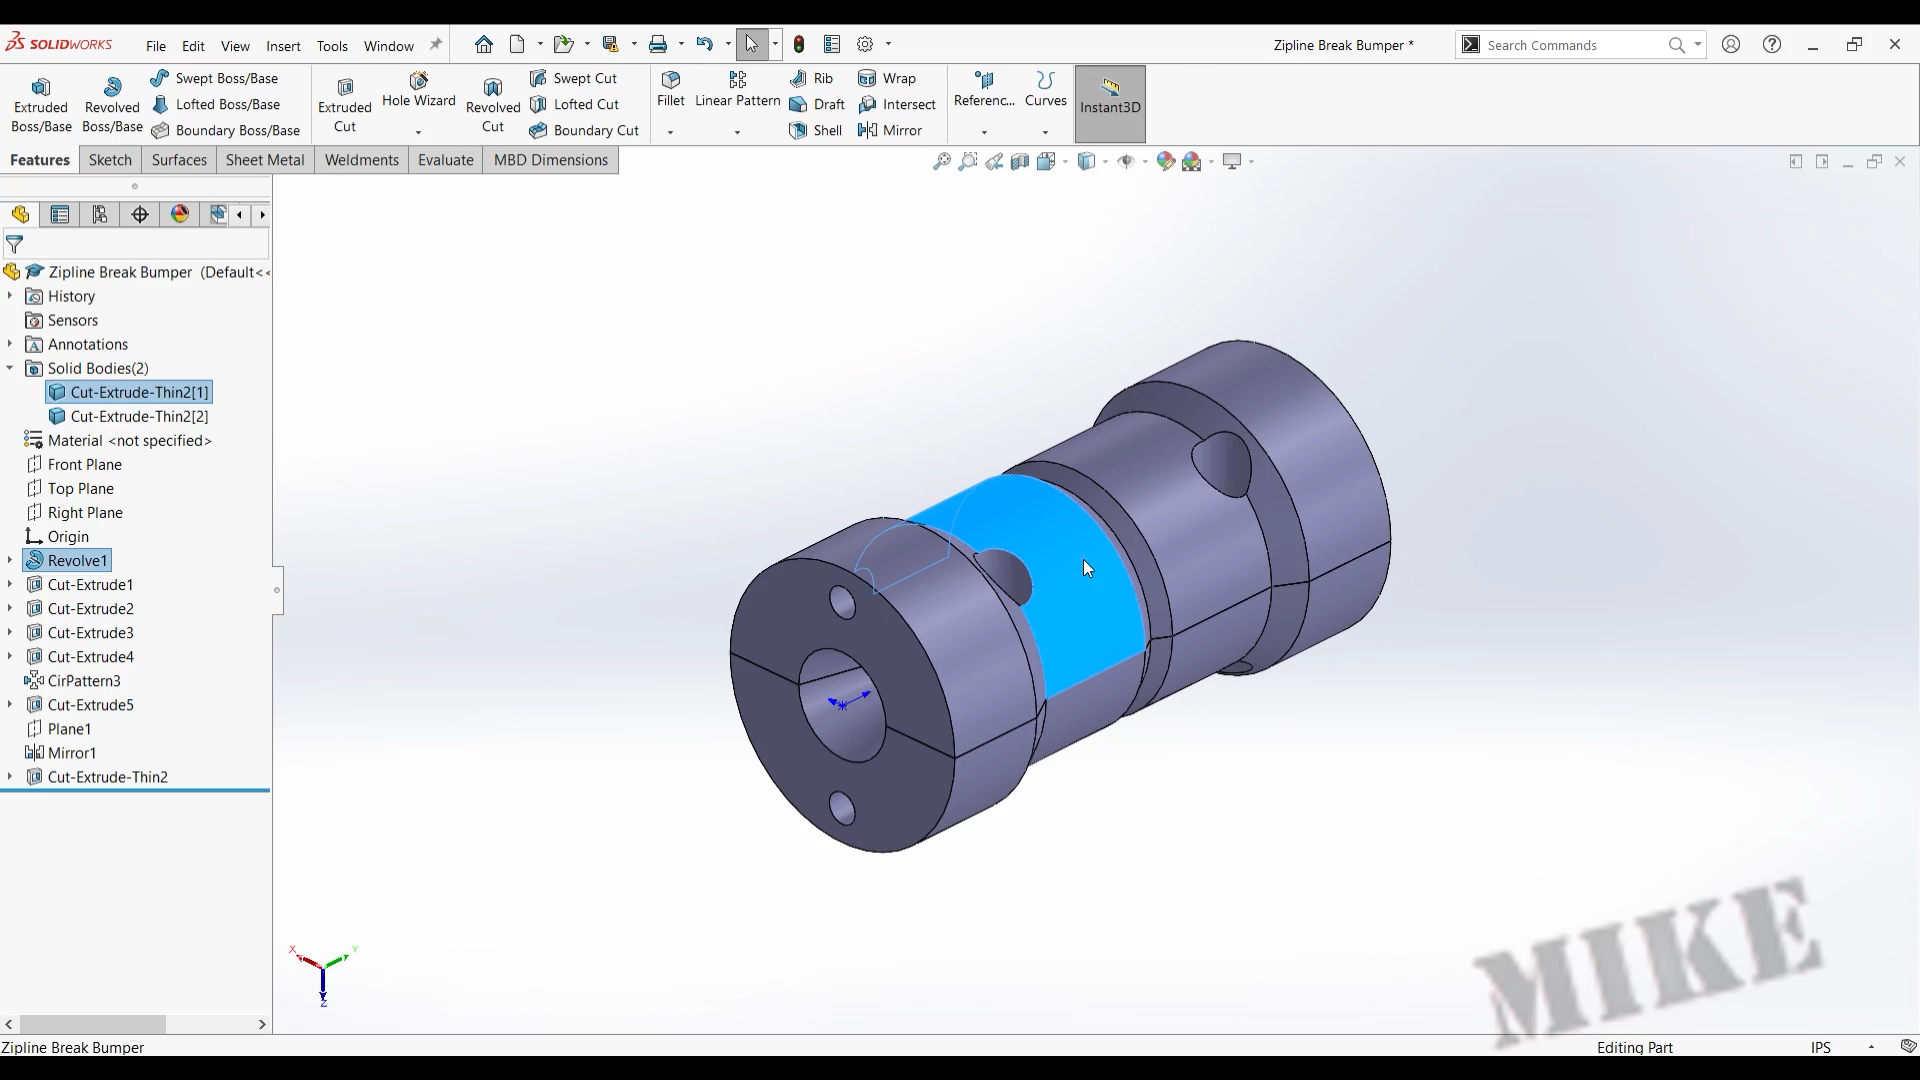 SOLIDWORKS File Edit View Insert Tools Window Zipline Break Bumper * Search Commands
Extruded Boss/Base
Revolved Boss/Base
Swept Boss/Base
Lofted Boss/Base
Boundary Boss/Base
Extruded Cut
Hole Wizard
Revolved Cut
Swept Cut
Lofted Cut
Boundary Cut
Fillet
Linear Pattern
Rib
Draft
Shell
Wrap
Intersect
Mirror
Referenc...
Curves
Instant3D
Features Sketch Surfaces Sheet Metal Weldments Evaluate MBD Dimensions
Zipline Break Bumper (Default<<
History
Sensors
Annotations
Solid Bodies(2)
Cut-Extrude-Thin2[1]
Cut-Extrude-Thin2[2]
Material <not specified>
Front Plane
Top Plane
Right Plane
Origin
Revolve1
Cut-Extrude1
Cut-Extrude2
Cut-Extrude3
Cut-Extrude4
CirPattern3
Cut-Extrude5
Plane1
Mirror1
Cut-Extrude-Thin2
X Y
Z
MIKE
Zipline Break Bumper Editing Part IPS